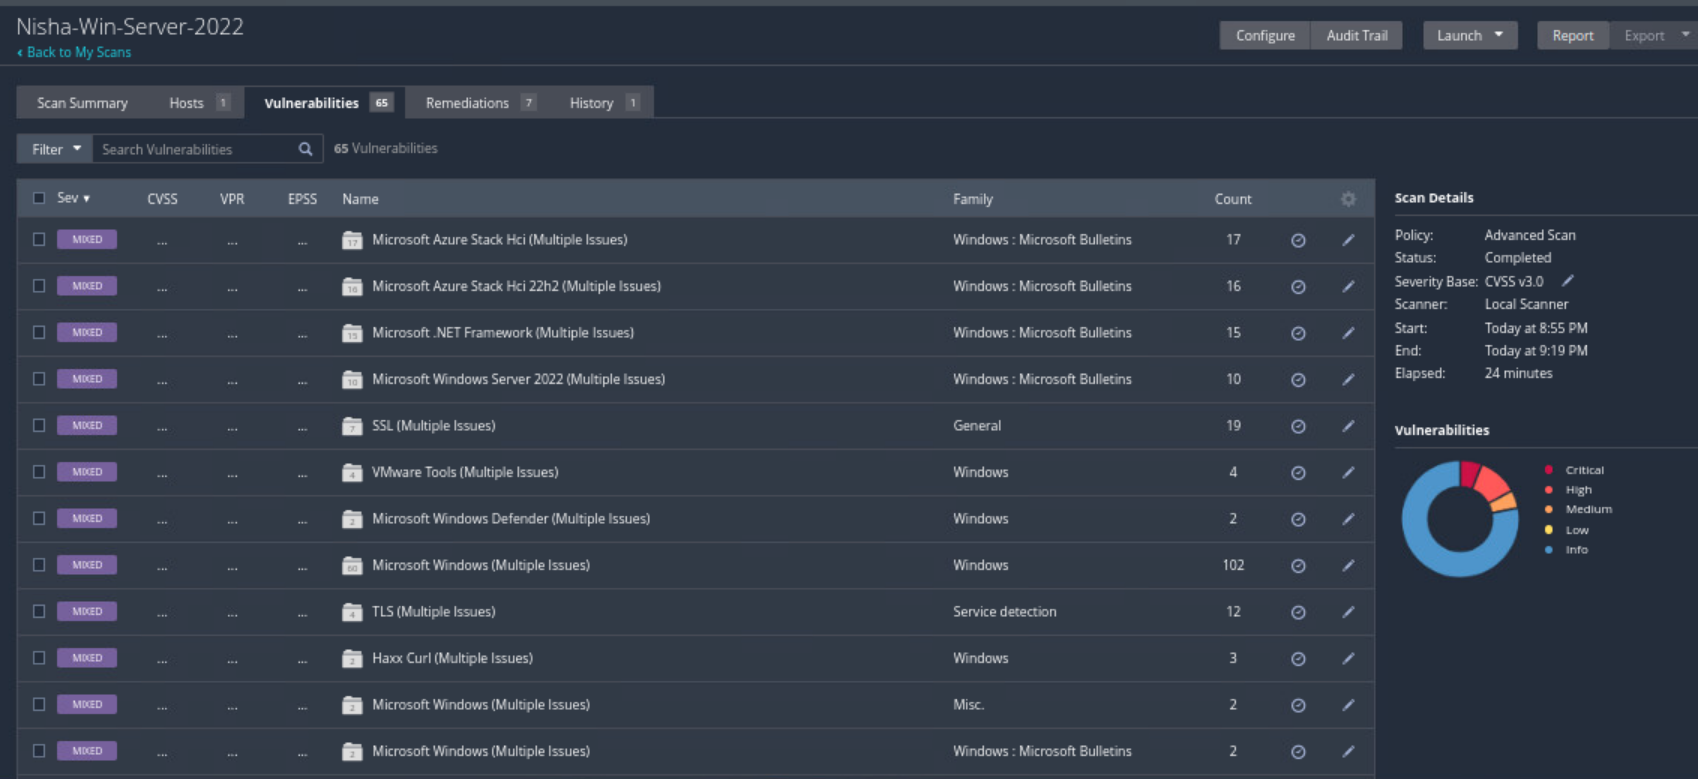 Nisha-Win-Server-2022
Back to My Scans
Configure Audit Trail Launch Report Export
Scan Summary Hosts 1 Vulnerabilities 65 Remediations 7 History 1
Filter Search Vulnerabilities 65 Vulnerabilities
Sev CVSS VPR EPSS Name Family Count
MIXED ... ... ... 17 Microsoft Azure Stack Hci (Multiple Issues) Windows : Microsoft Bulletins 17
MIXED ... ... ... 16 Microsoft Azure Stack Hci 22h2 (Multiple Issues) Windows : Microsoft Bulletins 16
MIXED ... ... ... 15 Microsoft .NET Framework (Multiple Issues) Windows : Microsoft Bulletins 15
MIXED ... ... ... 10 Microsoft Windows Server 2022 (Multiple Issues) Windows : Microsoft Bulletins 10
MIXED ... ... ... 7 SSL (Multiple Issues) General 19
MIXED ... ... ... 4 VMware Tools (Multiple Issues) Windows 4
MIXED ... ... ... 2 Microsoft Windows Defender (Multiple Issues) Windows 2
MIXED ... ... ... 60 Microsoft Windows (Multiple Issues) Windows 102
MIXED ... ... ... 4 TLS (Multiple Issues) Service detection 12
MIXED ... ... ... 2 Haxx Curl (Multiple Issues) Windows 3
MIXED ... ... ... 2 Microsoft Windows (Multiple Issues) Misc. 2
MIXED ... ... ... 2 Microsoft Windows (Multiple Issues) Windows : Microsoft Bulletins 2
Scan Details
Policy: Advanced Scan
Status: Completed
Severity Base: CVSS v3.0
Scanner: Local Scanner
Start: Today at 8:55 PM
End: Today at 9:19 PM
Elapsed: 24 minutes
Vulnerabilities
Critical
High
Medium
Low
Info